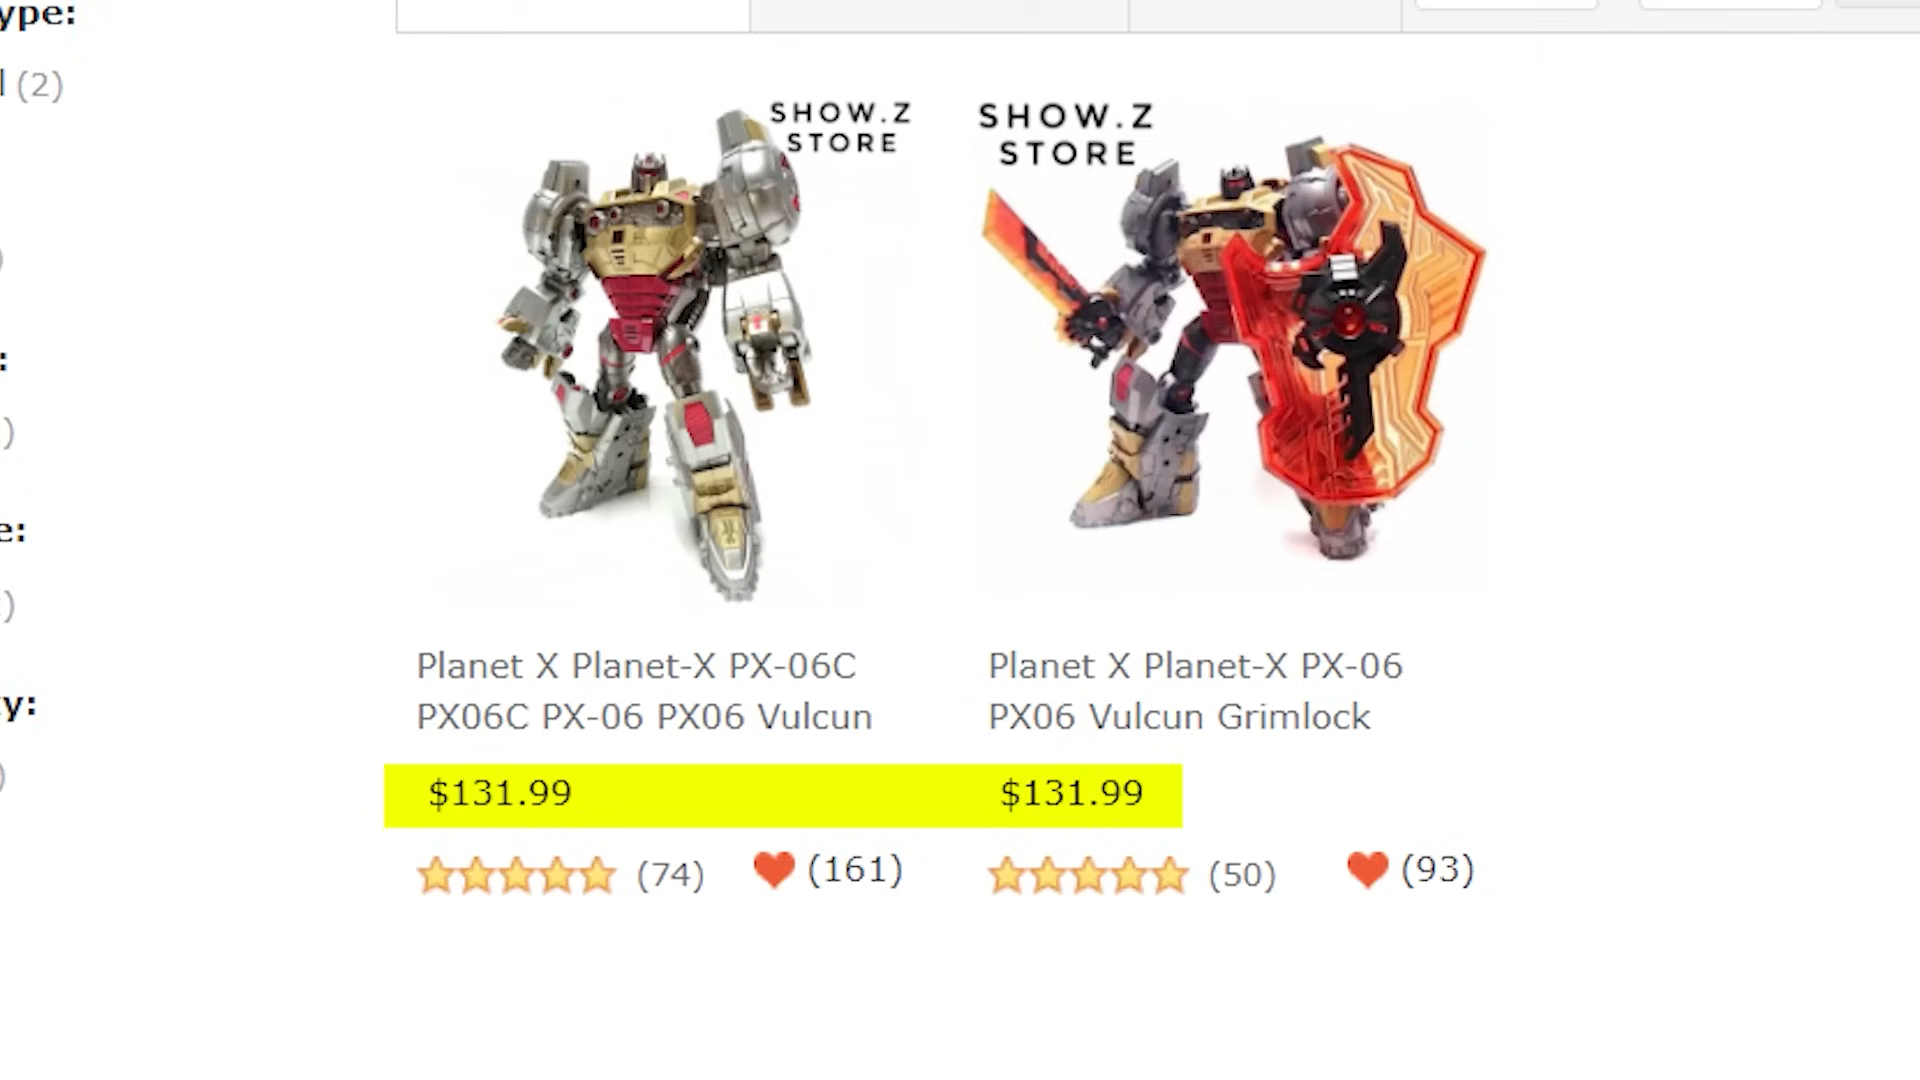 ype:
(2)
SHOW.Z
STORE
SHOW.Z
STORE
e:
y:
Planet X Planet-X PX-06C
PX06C PX-06 PX06 Vulcun
$131.99
(74)
(161)
Planet X Planet-X PX-06
PX06 Vulcun Grimlock
$131.99
(50)
(93)